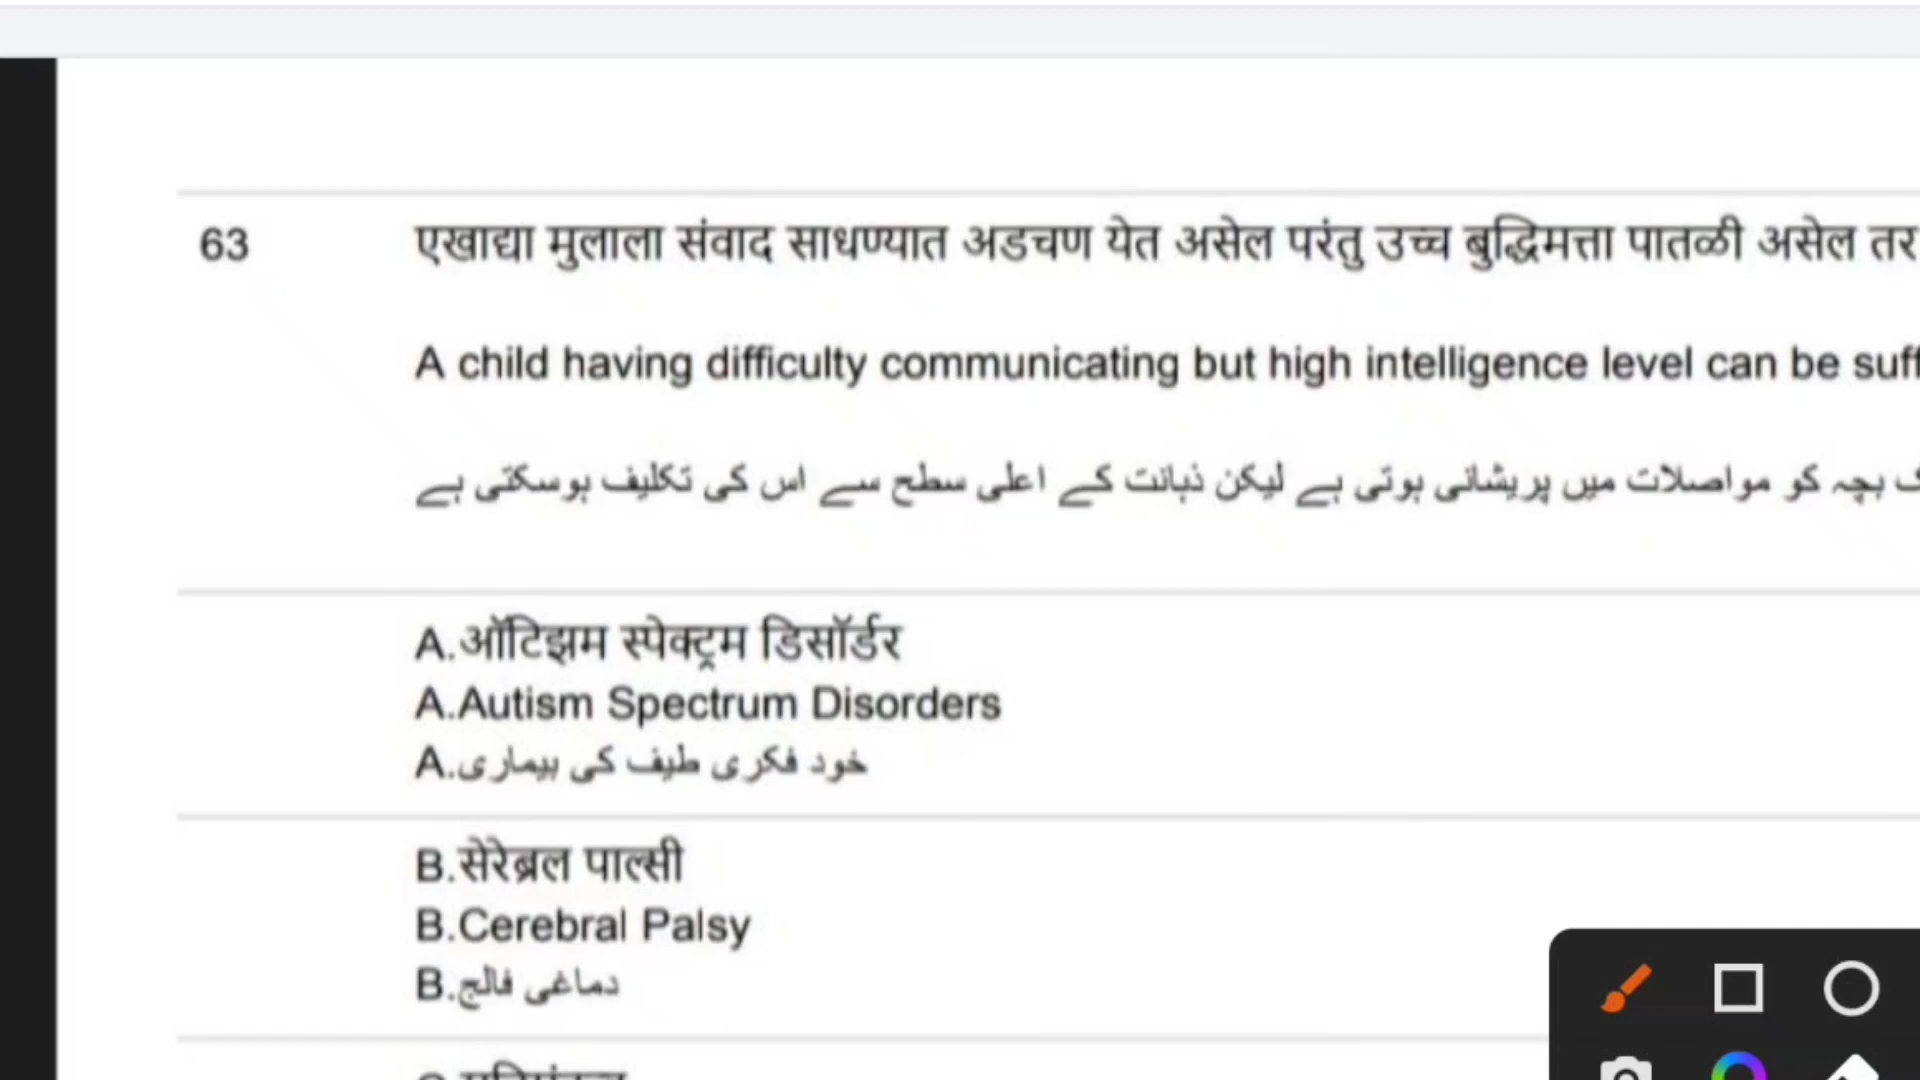 63
एखाद्या मुलाला संवाद साधण्यात अडचण येत असेल परंतु उच्च बुद्धिमत्ता पातळी असेल तर
A child having difficulty communicating but high intelligence level can be suff
بچہ کو مواصلات میں پریشانی ہوتی ہے لیکن ذہانت کے اعلی سطح سے اس کی تکلیف ہوسکتی ہے
A.ऑटिझम स्पेक्ट्रम डिसॉर्डर
A.Autism Spectrum Disorders
A.خود فکری طیف کی بیماری
B.सेरेब्रल पाल्सी
B.Cerebral Palsy
B.دماغی فالج